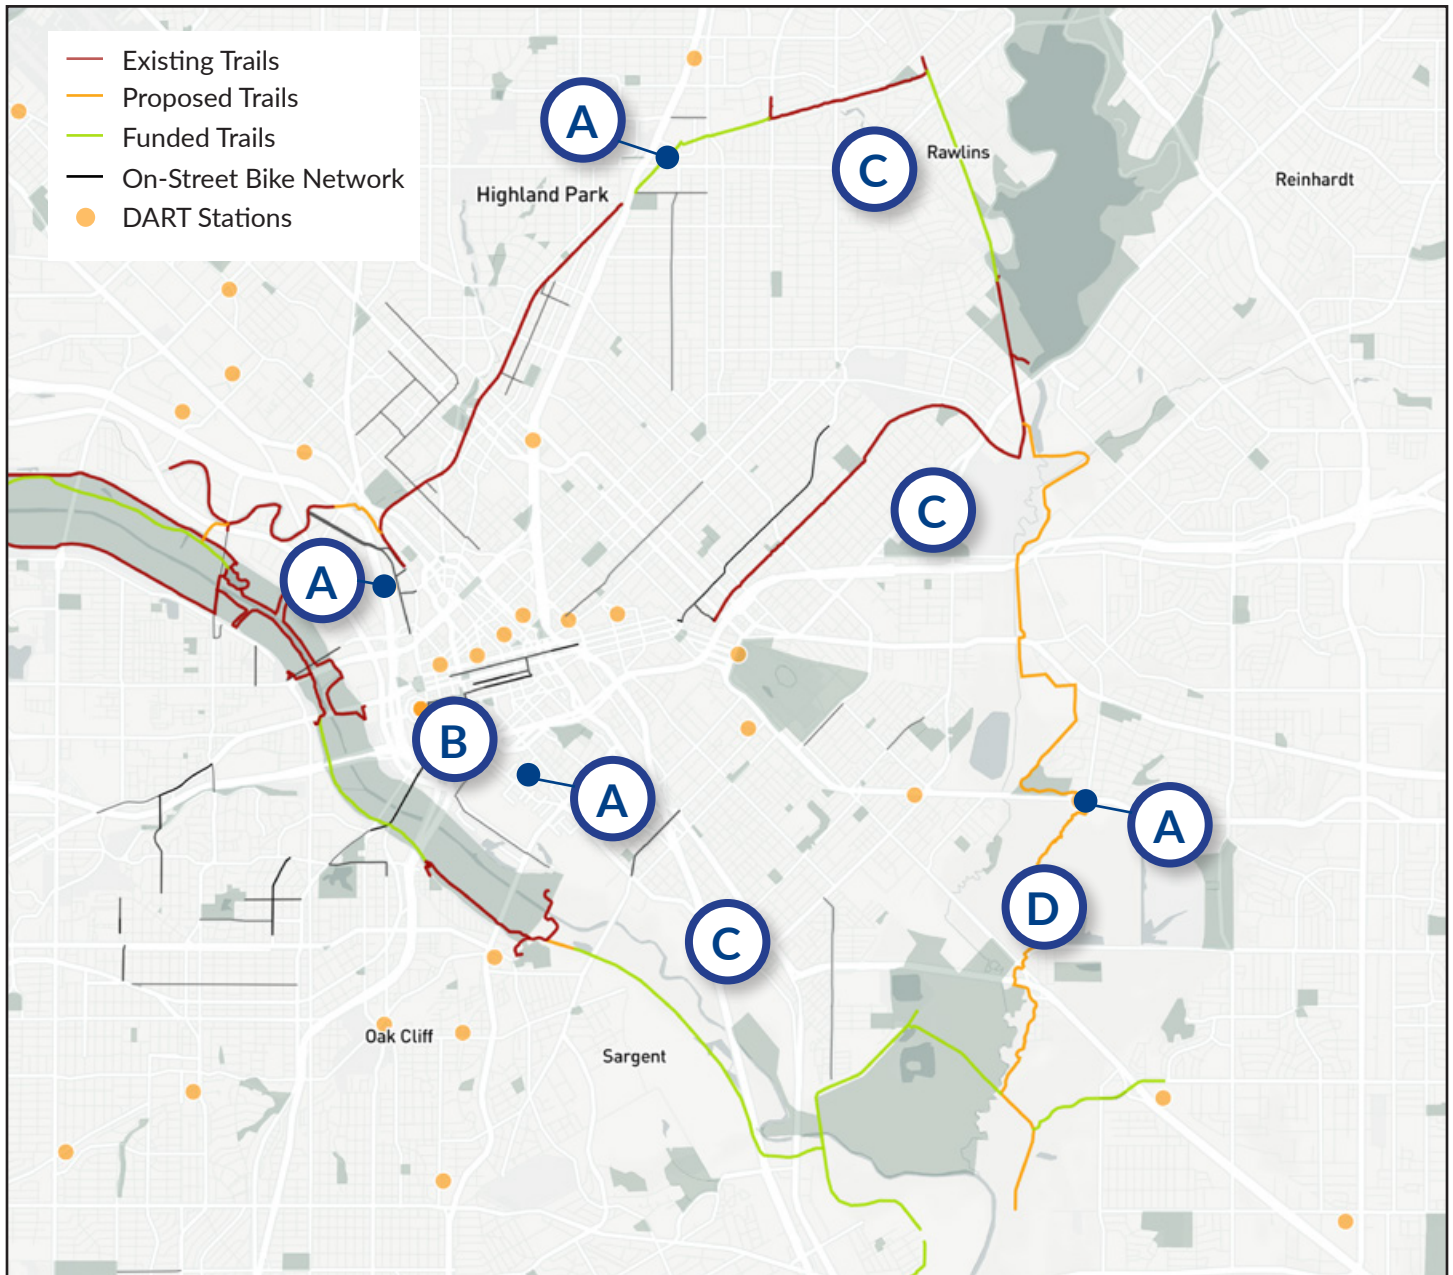 Existing Trails
Proposed Trails
Funded Trails
On-Street Bike Network
DART Stations
A
C
Rawlins
Reinhardt
Highland Park
C
A
B
A
A
D
C
Oak Cliff
Sargent